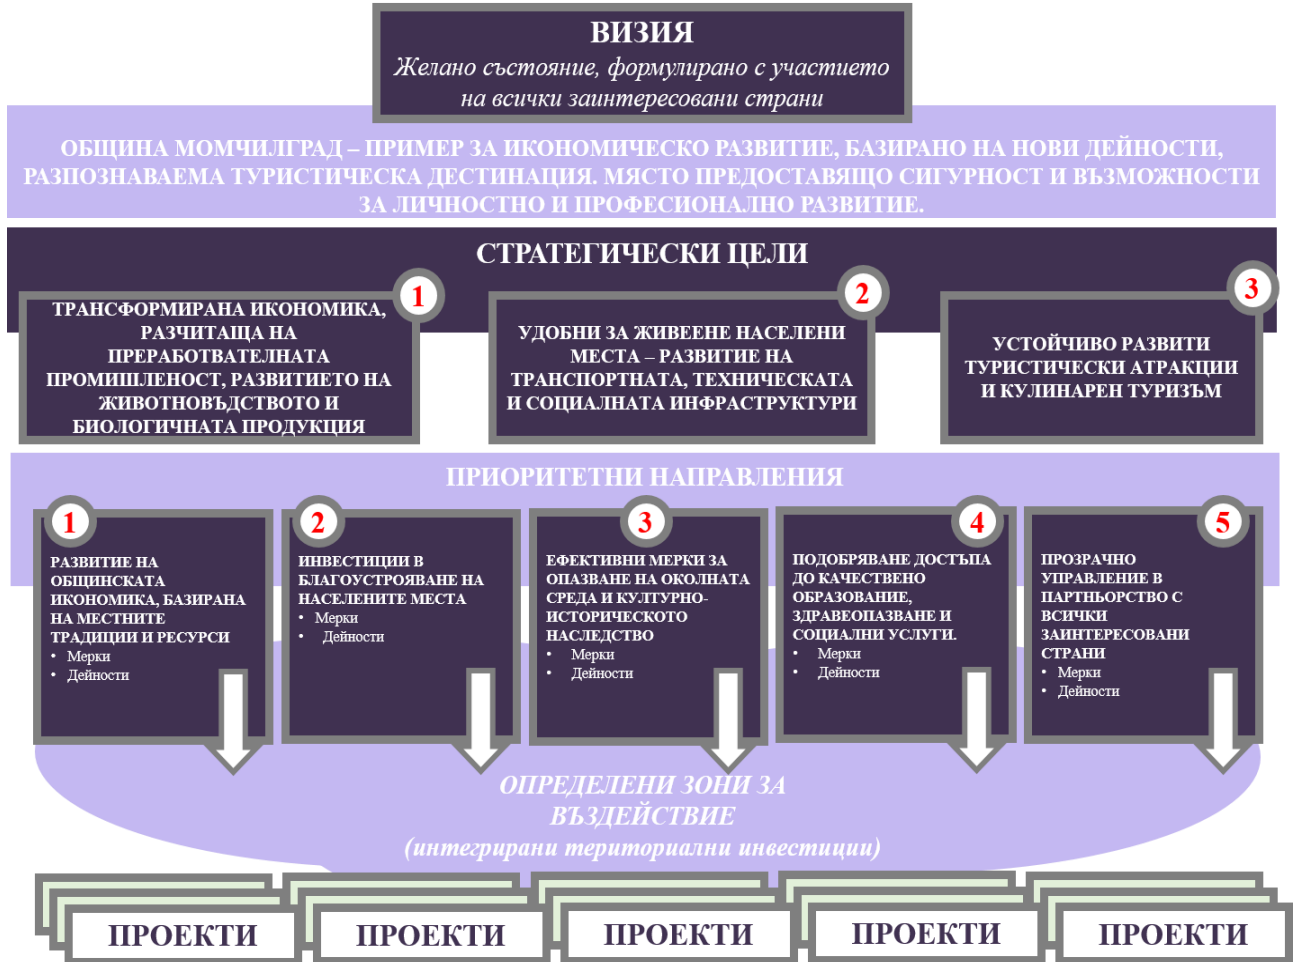 ВИЗИЯ
Желано състояние, формулирано с участието
на всички заинтересовани страни
ОБЩИНА МОМЧИЛГРАД – ПРИМЕР ЗА ИКОНОМИЧЕСКО РАЗВИТИЕ, БАЗИРАНО НА НОВИ ДЕЙНОСТИ,
РАЗПОЗНАВАЕМА ТУРИСТИЧЕСКА ДЕСТИНАЦИЯ. МЯСТО ПРЕДОСТАВЯЩО СИГУРНОСТ И ВЪЗМОЖНОСТИ
ЗА ЛИЧНОСТНО И ПРОФЕСИОНАЛНО РАЗВИТИЕ.
СТРАТЕГИЧЕСКИ ЦЕЛИ
1
ТРАНСФОРМИРАНА ИКОНОМИКА,
РАЗЧИТАЩА НА
ПРЕРАБОТВАТЕЛНАТА
ПРОМИШЛЕНОСТ, РАЗВИТИЕТО НА
ЖИВОТНОВЪДСТВОТО И
БИОЛОГИЧНАТА ПРОДУКЦИЯ
2
УДОБНИ ЗА ЖИВЕЕНЕ НАСЕЛЕНИ
МЕСТА – РАЗВИТИЕ НА
ТРАНСПОРТНАТА, ТЕХНИЧЕСКАТА
И СОЦИАЛНАТА ИНФРАСТРУКТУРИ
3
УСТОЙЧИВО РАЗВИТИ
ТУРИСТИЧЕСКИ АТРАКЦИИ
И КУЛИНАРЕН ТУРИЗЪМ
ПРИОРИТЕТНИ НАПРАВЛЕНИЯ
1
РАЗВИТИЕ НА
ОБЩИНСКАТА
ИКОНОМИКА, БАЗИРАНА
НА МЕСТНИТЕ
ТРАДИЦИИ И РЕСУРСИ
• Мерки
• Дейности
2
ИНВЕСТИЦИИ В
БЛАГОУСТРОЯВАНЕ НА
НАСЕЛЕНИТЕ МЕСТА
• Мерки
• Дейности
3
ЕФЕКТИВНИ МЕРКИ ЗА
ОПАЗВАНЕ НА ОКОЛНАТА
СРЕДА И КУЛТУРНО-
ИСТОРИЧЕСКОТО
НАСЛЕДСТВО
• Мерки
• Дейности
4
ПОДОБРЯВАНЕ ДОСТЪПА
ДО КАЧЕСТВЕНО
ОБРАЗОВАНИЕ,
ЗДРАВЕОПАЗВАНЕ И
СОЦИАЛНИ УСЛУГИ.
• Мерки
• Дейности
5
ПРОЗРАЧНО
УПРАВЛЕНИЕ В
ПАРТНЬОРСТВО С
ВСИЧКИ
ЗАИНТЕРЕСОВАНИ
СТРАНИ
• Мерки
• Дейности
ОПРЕДЕЛЕНИ ЗОНИ ЗА
ВЪЗДЕЙСТВИЕ
(интегрирани териториални инвестиции)
ПРОЕКТИ
ПРОЕКТИ
ПРОЕКТИ
ПРОЕКТИ
ПРОЕКТИ